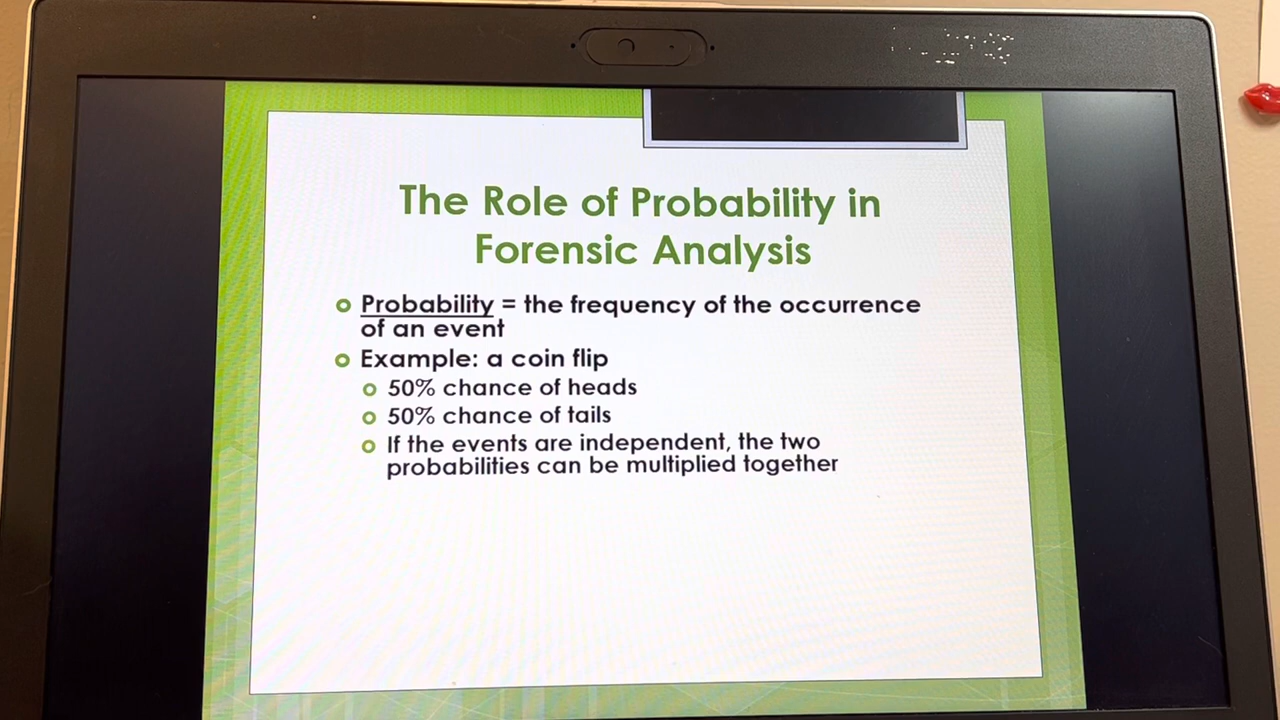 The Role of Probability in
Forensic Analysis
Probability = the frequency of the occurrence
of an event
Example: a coin flip
50% chance of heads
50% chance of tails
If the events are independent, the two
probabilities can be multiplied together